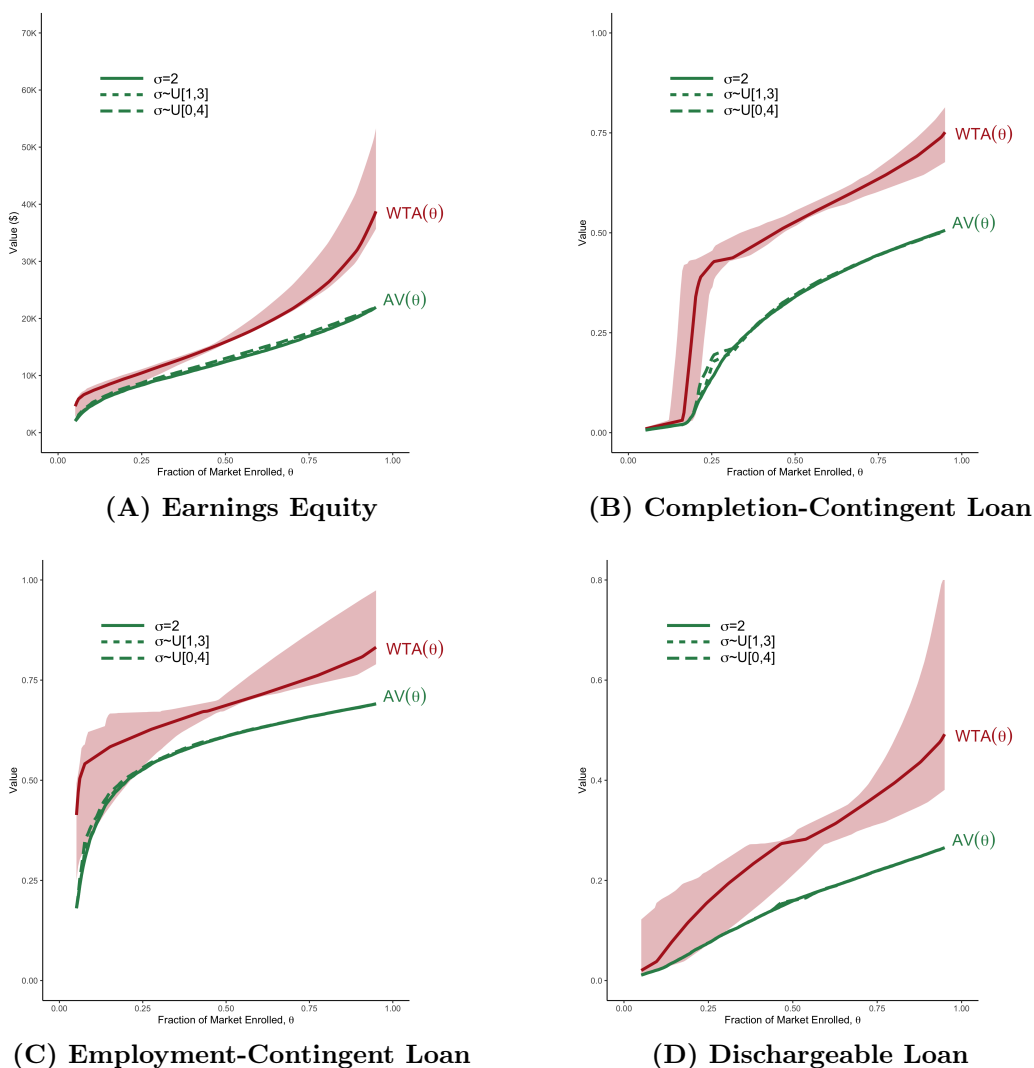 70K
60K
50K
40K
30K
20K
10K
0K
Value ($)
σ=2
σ~U[1,3]
σ~U[0,4]
WTA(θ)
AV(θ)
0.00 0.25 0.50 0.75 1.00
Fraction of Market Enrolled, θ
(A) Earnings Equity
1.00
0.75
0.50
0.25
0.00
Value
σ=2
σ~U[1,3]
σ~U[0,4]
WTA(θ)
AV(θ)
0.00 0.25 0.50 0.75 1.00
Fraction of Market Enrolled, θ
(B) Completion-Contingent Loan
1.00
0.75
0.50
0.25
0.00
Value
σ=2
σ~U[1,3]
σ~U[0,4]
WTA(θ)
AV(θ)
0.00 0.25 0.50 0.75 1.00
Fraction of Market Enrolled, θ
(C) Employment-Contingent Loan
0.8
0.6
0.4
0.2
0.0
Value
σ=2
σ~U[1,3]
σ~U[0,4]
WTA(θ)
AV(θ)
0.00 0.25 0.50 0.75 1.00
Fraction of Market Enrolled, θ
(D) Dischargeable Loan